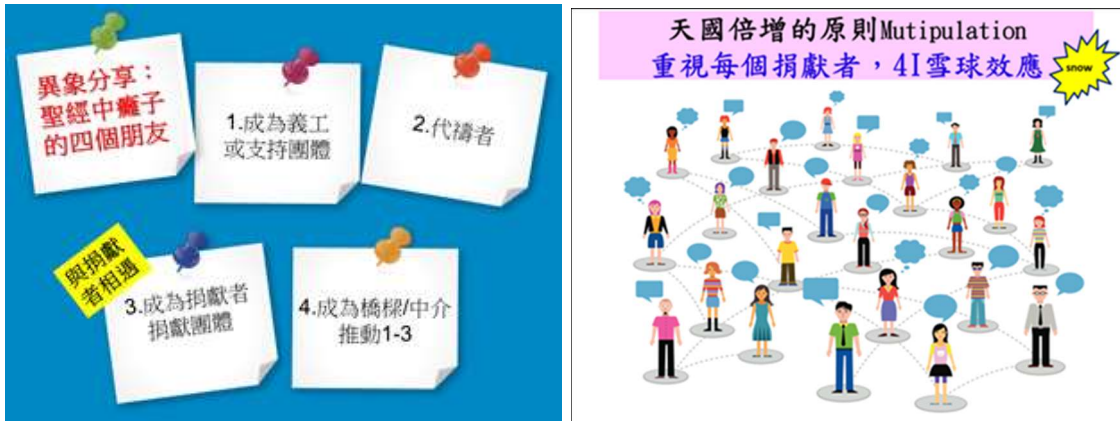 異象分享：
聖經中癱子
的四個朋友
1.成為義工
或支持團體
2.代禱者
與捐獻
者相遇
3.成為捐獻者
捐獻團體
4.成為橋樑/中介
推動1-3
天國倍增的原則Mutipulation
重視每個捐獻者，4I雪球效應
snow